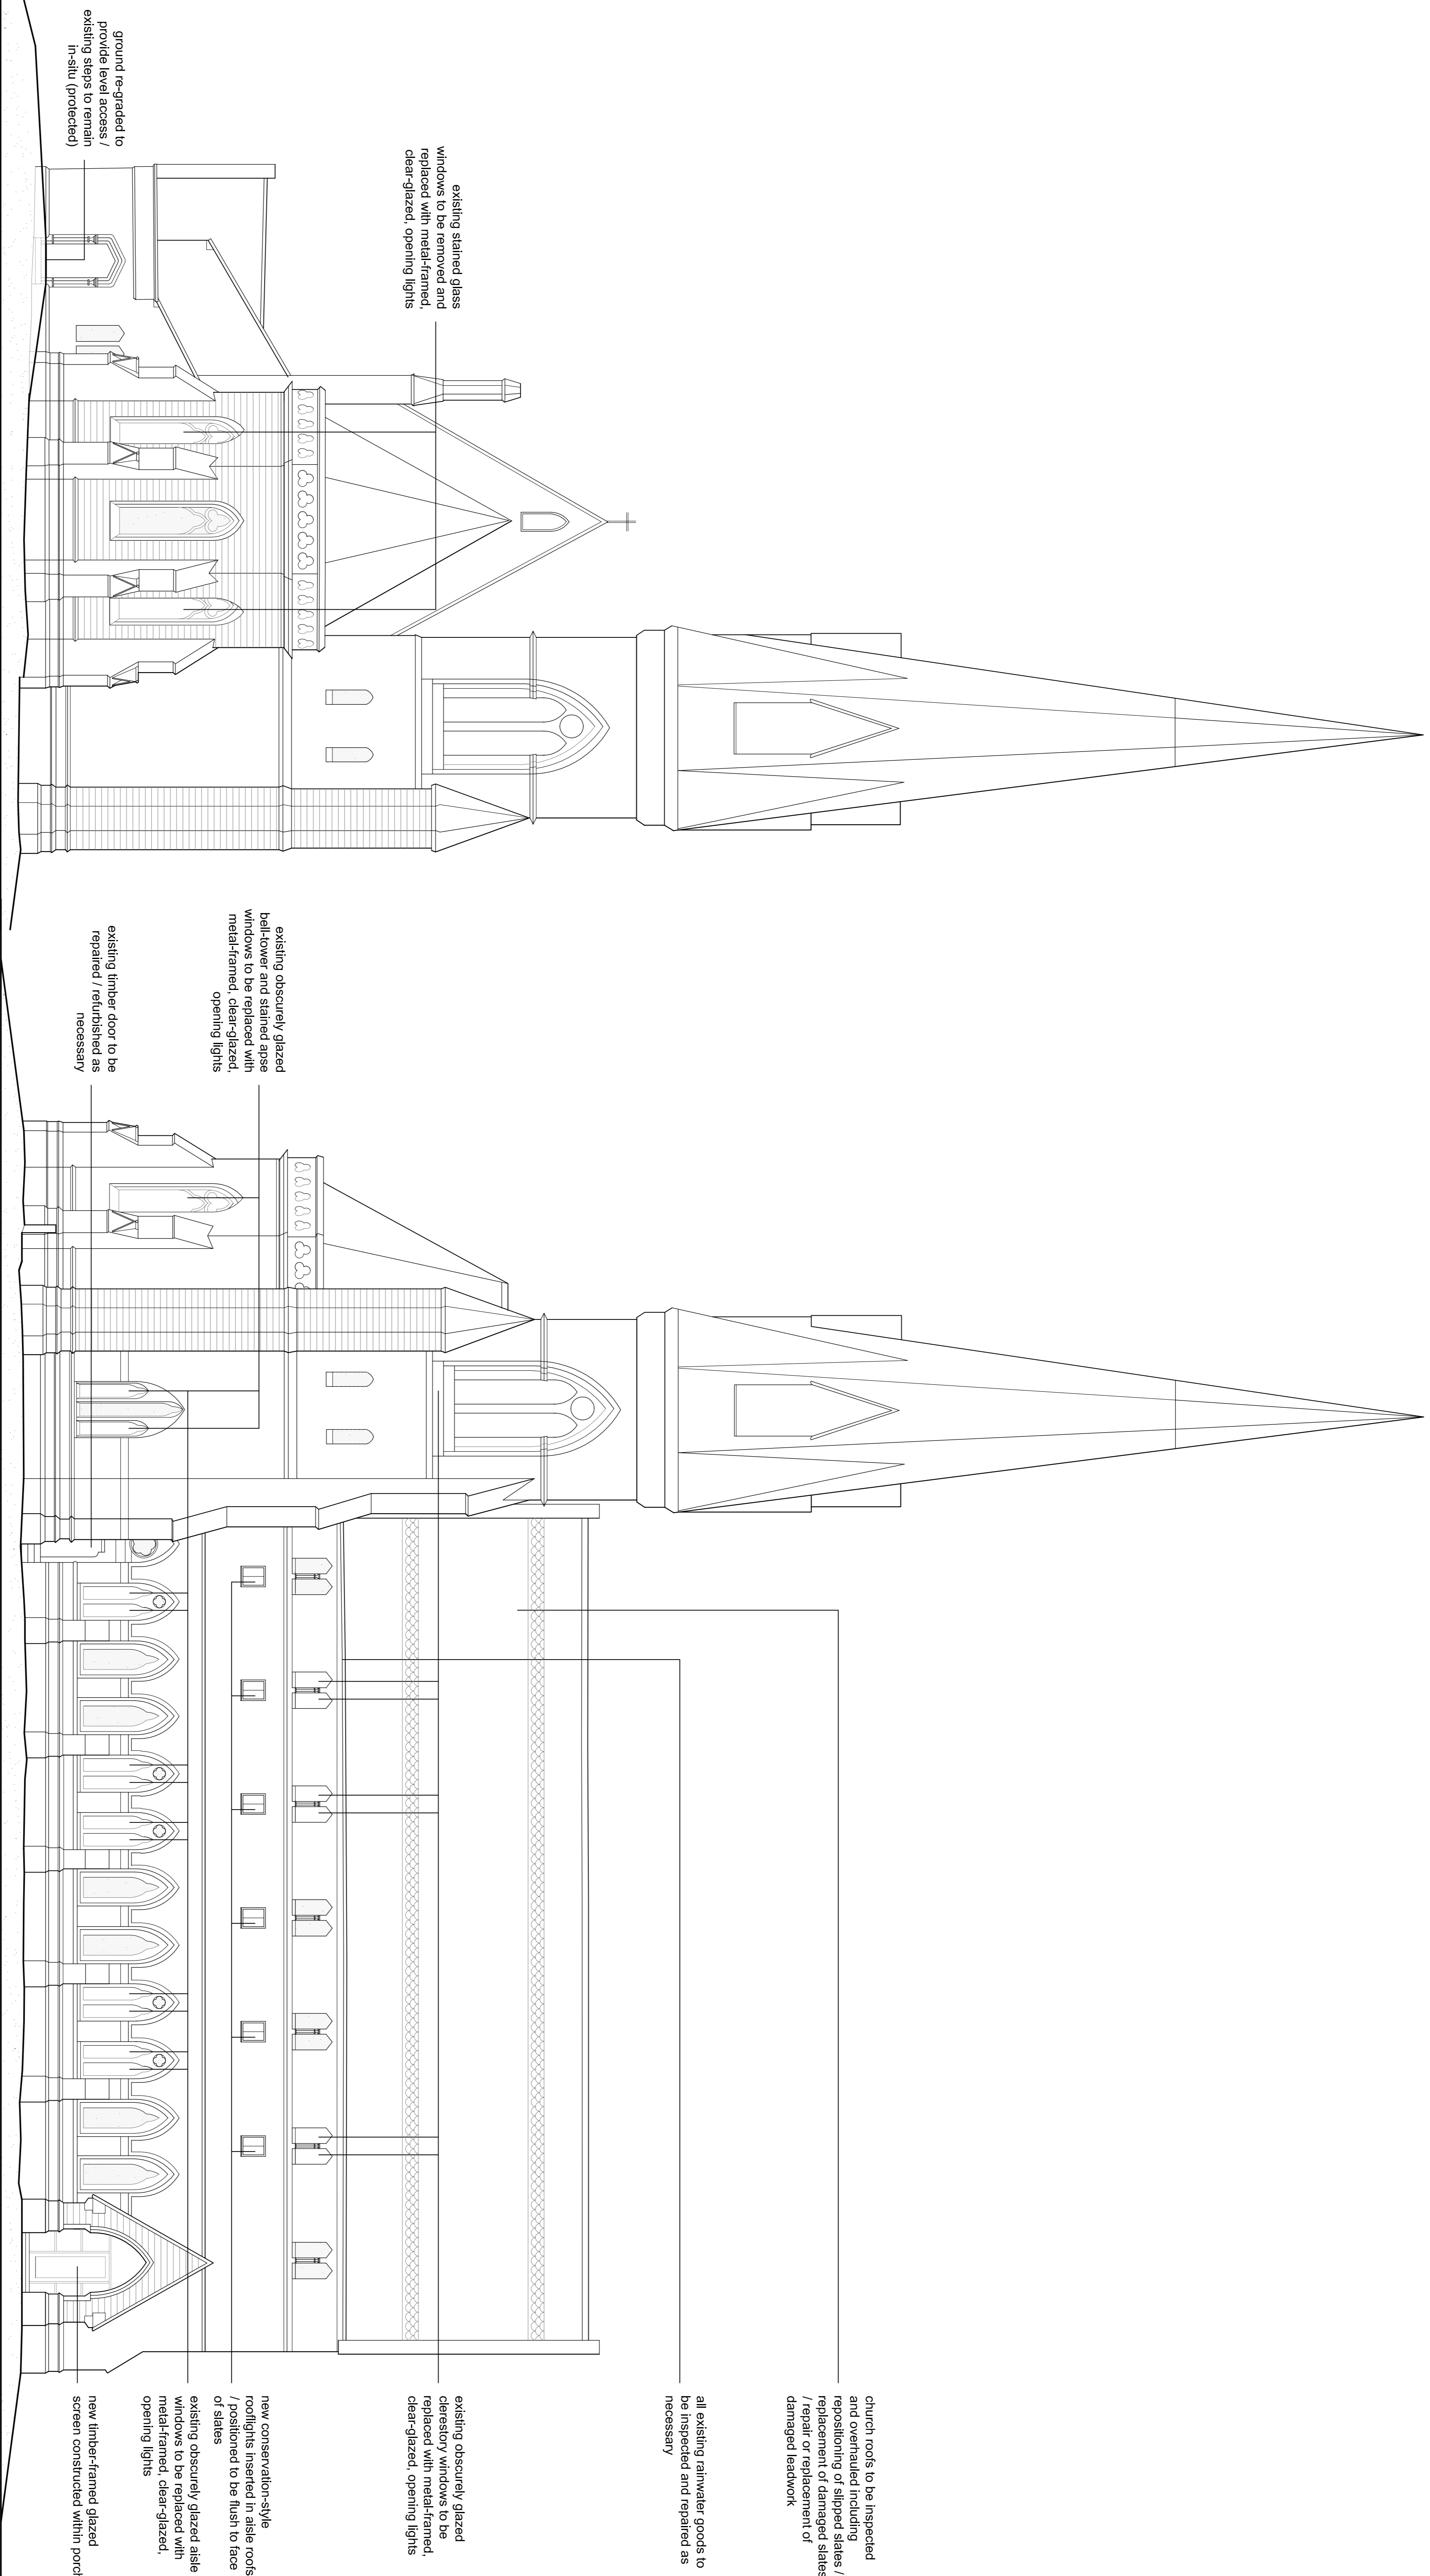 ground re-graded to
provide level access /
existing steps to remain
in-situ (protected)
existing stained glass
windows to be removed and
replaced with metal-framed,
clear-glazed, opening lights
existing obscurely glazed
bell-tower and stained apse
windows to be replaced with
metal-framed, clear-glazed,
opening lights
existing timber door to be
repaired / refurbished as
necessary
church roofs to be inspected
and overhauled including
repositioning of slipped slates /
replacement of damaged slates
/ repair or replacement of
damaged leadwork
all existing rainwater goods to
be inspected and repaired as
necessary
existing obscurely glazed
clerestory windows to be
replaced with metal-framed,
clear-glazed, opening lights
new conservation-style
rooflights inserted in aisle roofs
/ positioned to be flush to face
of slates
existing obscurely glazed aisle
windows to be replaced with
metal-framed, clear-glazed,
opening lights
new timber-framed glazed
screen constructed within porch